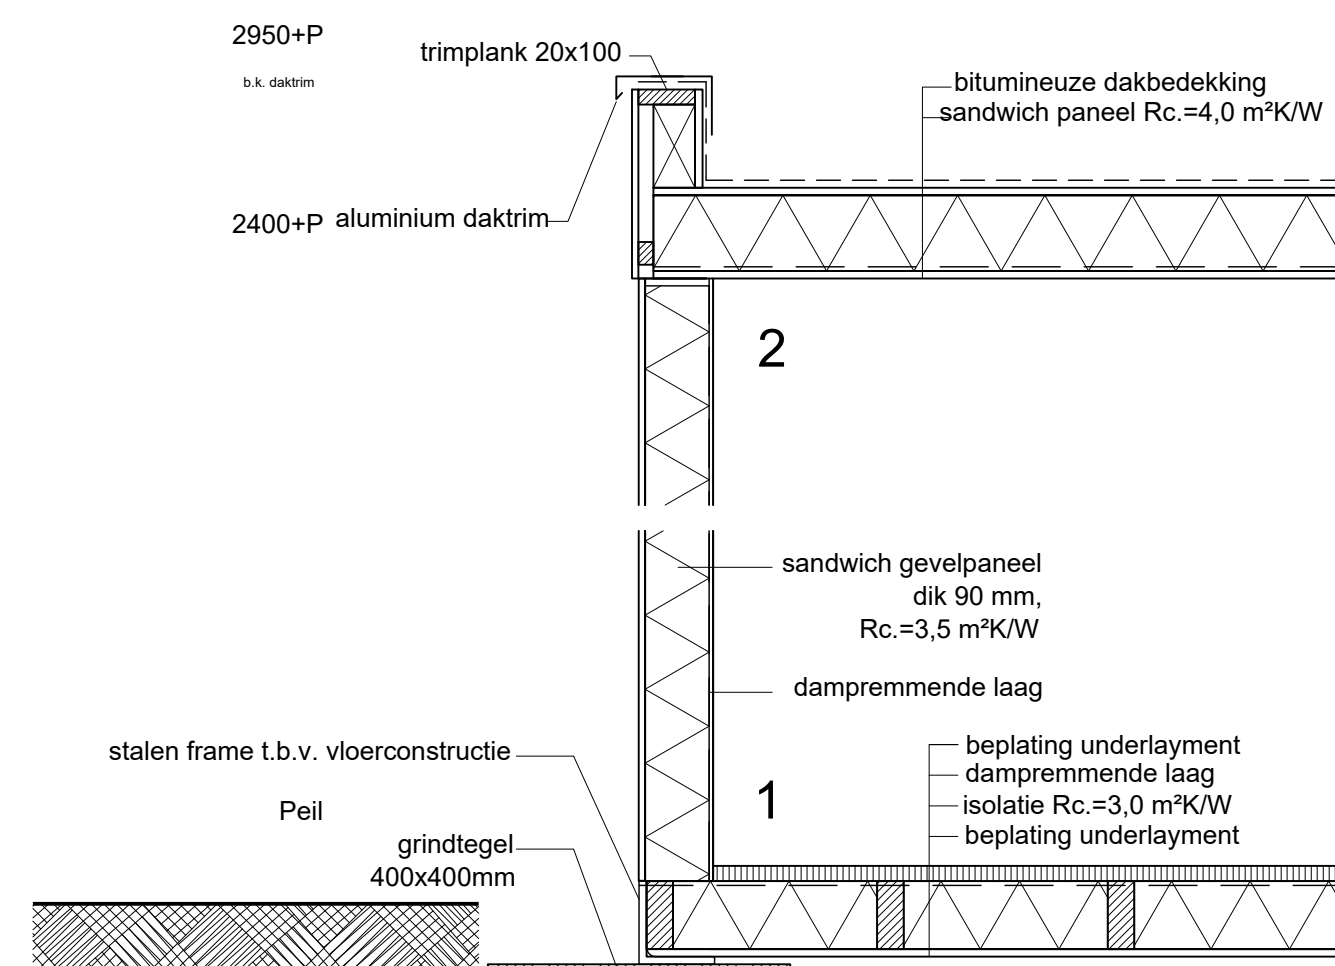 2950+P
b.k. daktrim
trimplank 20x100
bitumineuze dakbedekking
sandwich paneel Rc.=4,0 m²K/W
2400+P
aluminium daktrim
2
sandwich gevelpaneel
dik 90 mm,
Rc.=3,5 m²K/W
dampremmende laag
stalen frame t.b.v. vloerconstructie
beplating underlayment
dampremmende laag
isolatie Rc.=3,0 m²K/W
beplating underlayment
1
Peil
grindtegel
400x400mm